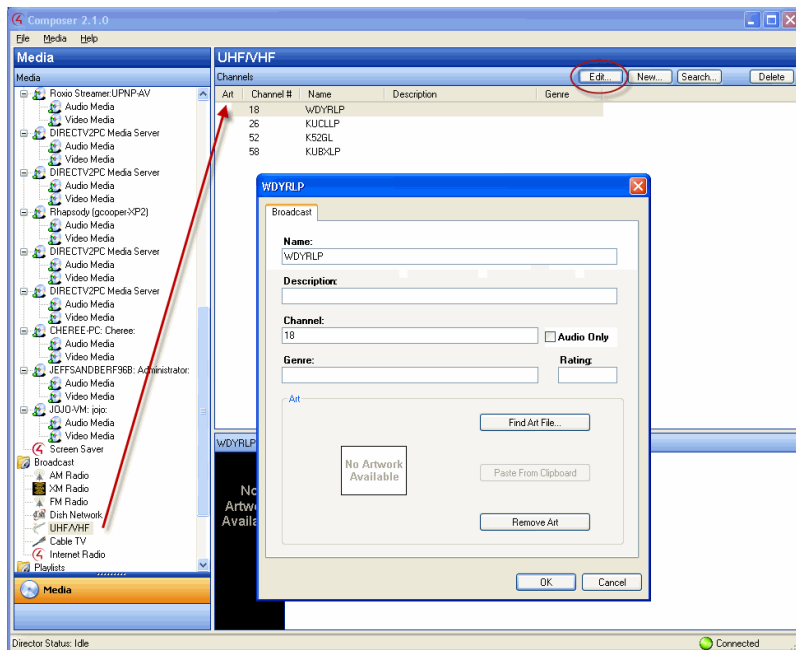 Composer 2.1.0
File Media Help
Media
Media
Roxio Streamer:UPNP-AV
Audio Media
Video Media
DIRECTV2PC Media Server
Audio Media
Video Media
DIRECTV2PC Media Server
Audio Media
Video Media
Rhapsody (gcooper-XP2)
Audio Media
Video Media
DIRECTV2PC Media Server
Audio Media
Video Media
DIRECTV2PC Media Server
Audio Media
Video Media
CHEREE-PC: Cheree:
Audio Media
Video Media
JEFFSANDBERF96B: Administrator:
Audio Media
Video Media
JOJO-VM: jojo:
Audio Media
Video Media
Screen Saver
Broadcast
AM Radio
XM Radio
FM Radio
Dish Network
UHF/VHF
Cable TV
Internet Radio
Playlists
Media
UHF/VHF
Channels Edit... New... Search... Delete
Art Channel # Name Description Genre
18 WDYRLP
26 KUCLLP
52 K52GL
58 KUBXLP
WDYRLP
No
Artw
Availa
WDYRLP
Broadcast
Name:
WDYRLP
Description:
Channel:
18
Audio Only
Genre: Rating:
Art
Find Art File...
No Artwork
Available
Paste From Clipboard
Remove Art
OK Cancel
Director Status: Idle Connected